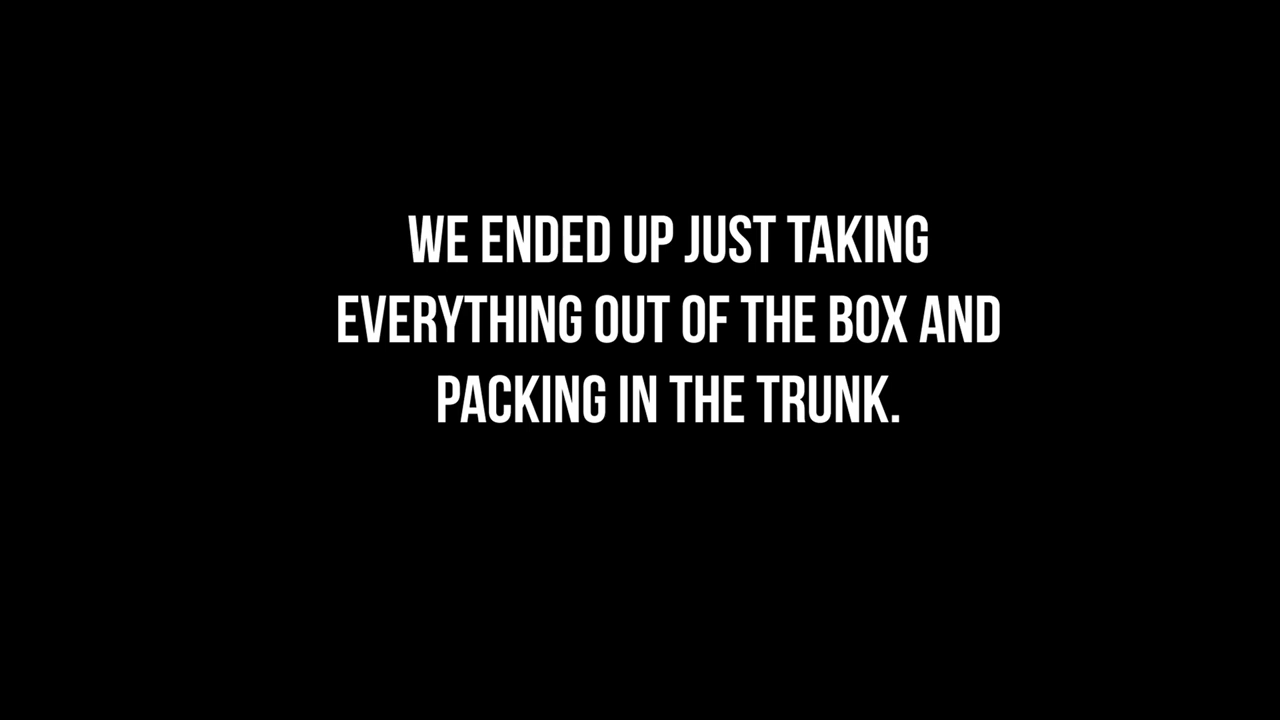 WE ENDED UP JUST TAKING
EVERYTHING OUT OF THE BOX AND
PACKING IN THE TRUNK.